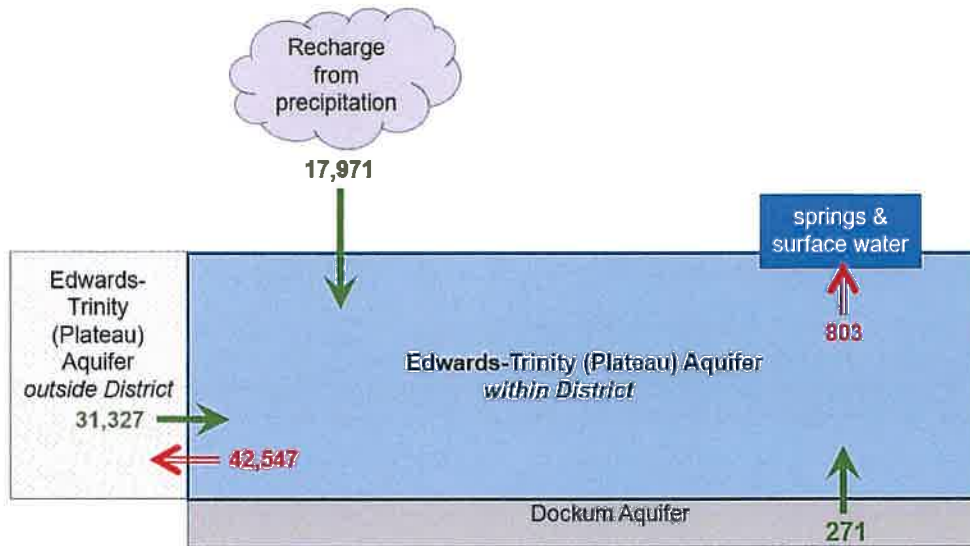 Recharge
from
precipitation
17,971
springs &
surface water
803
Edwards-
Trinity
(Plateau)
Aquifer
outside District
31,327
42,547
Edwards-Trinity (Plateau) Aquifer
within District
Dockum Aquifer
271